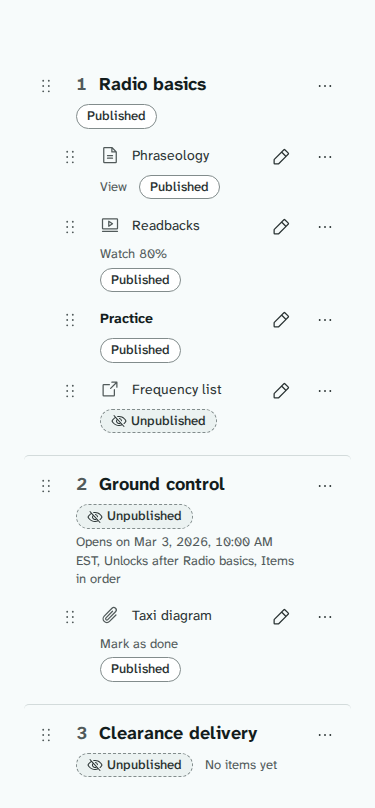 1 Radio basics
Published
Phraseology
View Published
Readbacks
Watch 80%
Published
Practice
Published
Frequency list
Unpublished
2 Ground control
Unpublished
Opens on Mar 3, 2026, 10:00 AM
EST, Unlocks after Radio basics, Items
in order
Taxi diagram
Mark as done
Published
3 Clearance delivery
Unpublished No items yet